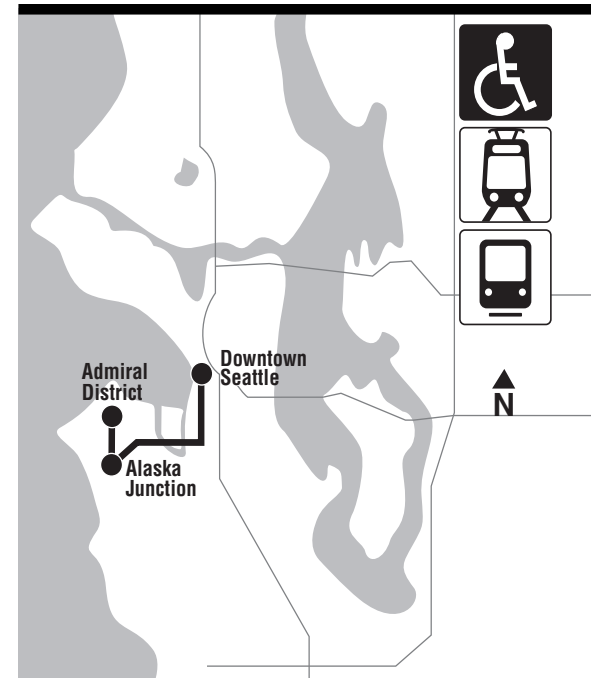 Downtown
Seattle
Admiral
District
Alaska
Junction
N